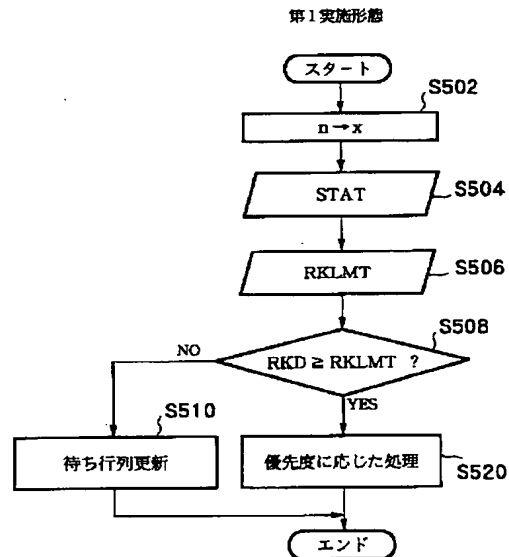 第1実施形態
スタート
S502
n→x
STAT
S504
RKLMT
S506
S508
RKD ≧ RKLMT ?
NO
YES
S510
待ち行列更新
優先度に応じた処理
S520
エンド